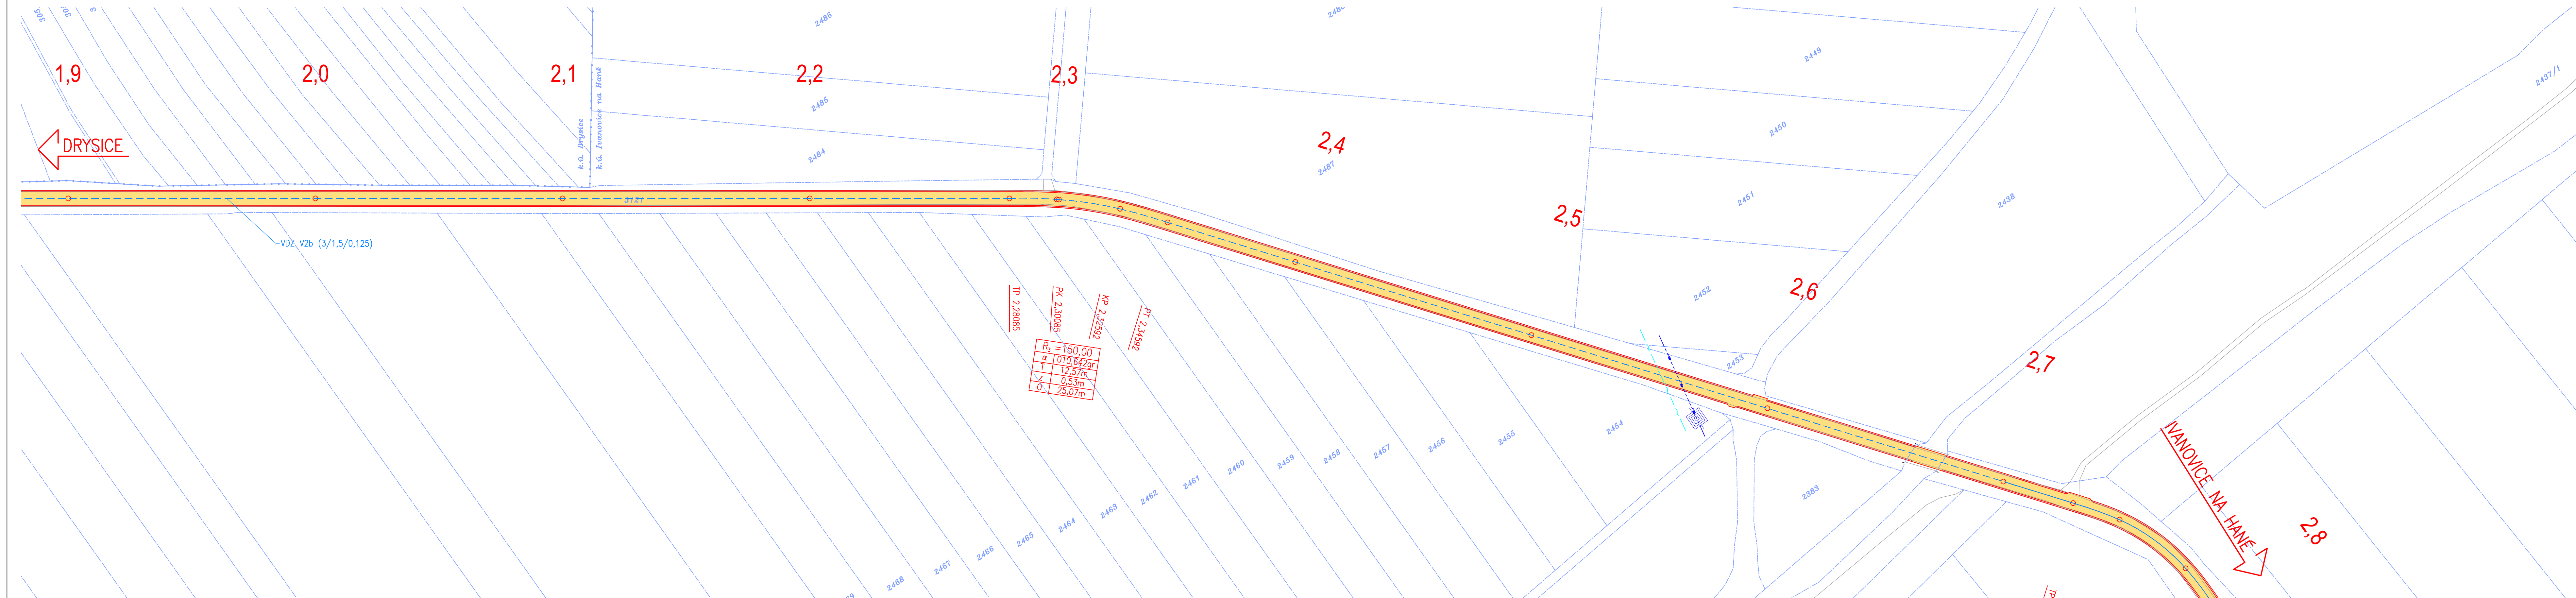 305
2486
2449
2437/1
1,9
2,0
2,1
2,2
2,3
2485
2450
k.ú. Drysice
k.ú. Ivanovice na Hané
DRYSICE
2484
2,4
2487
2451
2438
3121
2,5
VDZ V2b (3/1,5/0,125)
2452
2,6
TP 2,28085
PK 2,30085
KP 2,32592
PT 2,34592
=150,00
α 010,642gr
T 12,57m
z 0,53m
O 25,07m
2453
2,7
2454
2455
2456
2457
2458
2459
2460
2461
2462
2463
2464
2465
2466
2467
2468
2383
IVANOVICE NA HANÉ
2,8
TP